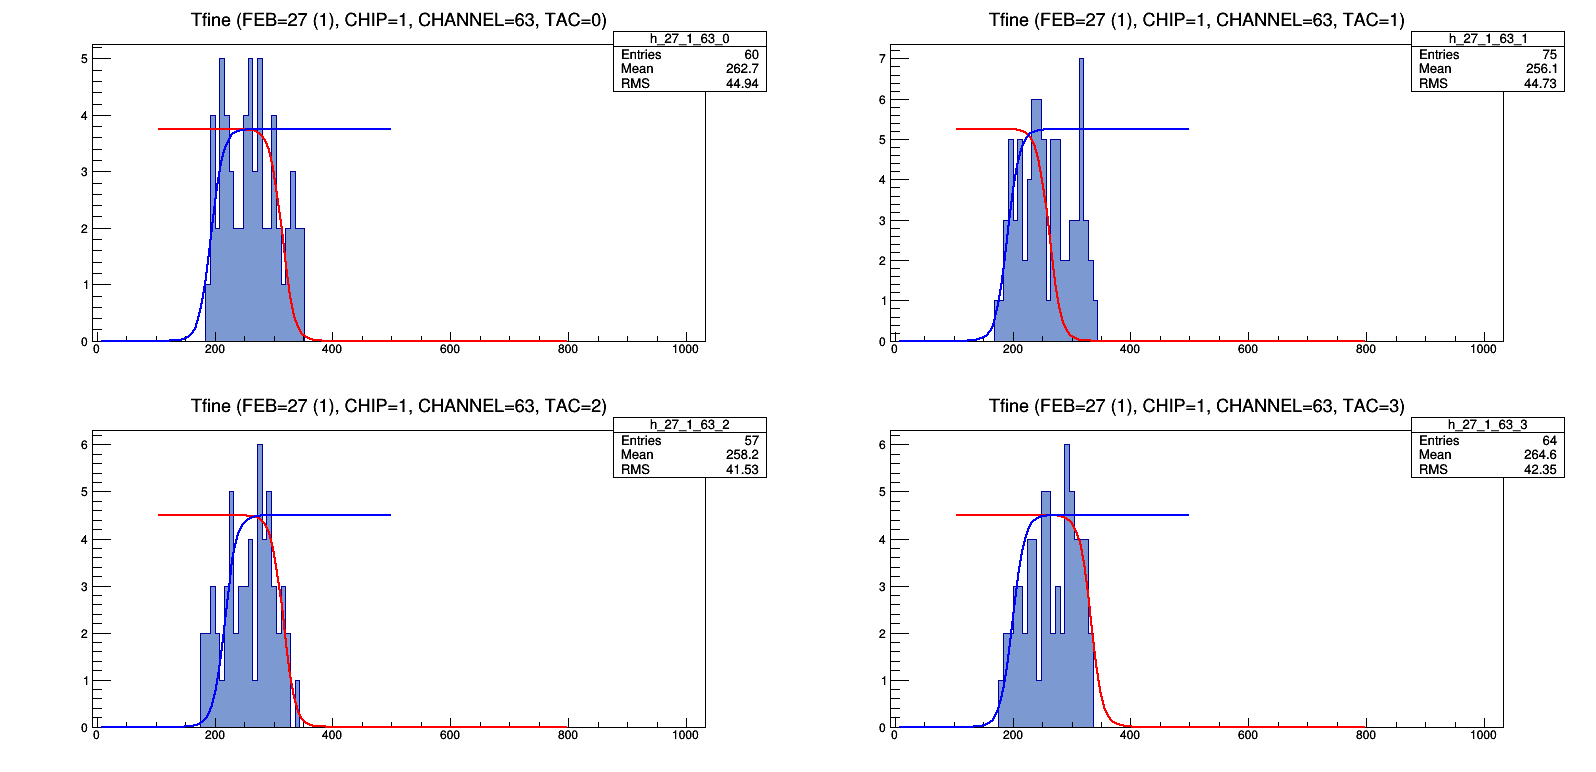 Tfine (FEB=27 (1), CHIP=1, CHANNEL=63, TAC=0)
h_27_1_63_0
Entries 60
Mean 262.7
RMS 44.94
5
4
3
2
1
0
0 200 400 600 800 1000
Tfine (FEB=27 (1), CHIP=1, CHANNEL=63, TAC=1)
h_27_1_63_1
Entries 75
Mean 256.1
RMS 44.73
7
6
5
4
3
2
1
0
0 200 400 600 800 1000
Tfine (FEB=27 (1), CHIP=1, CHANNEL=63, TAC=2)
h_27_1_63_2
Entries 57
Mean 258.2
RMS 41.53
6
5
4
3
2
1
0
0 200 400 600 800 1000
Tfine (FEB=27 (1), CHIP=1, CHANNEL=63, TAC=3)
h_27_1_63_3
Entries 64
Mean 264.6
RMS 42.35
6
5
4
3
2
1
0
0 200 400 600 800 1000